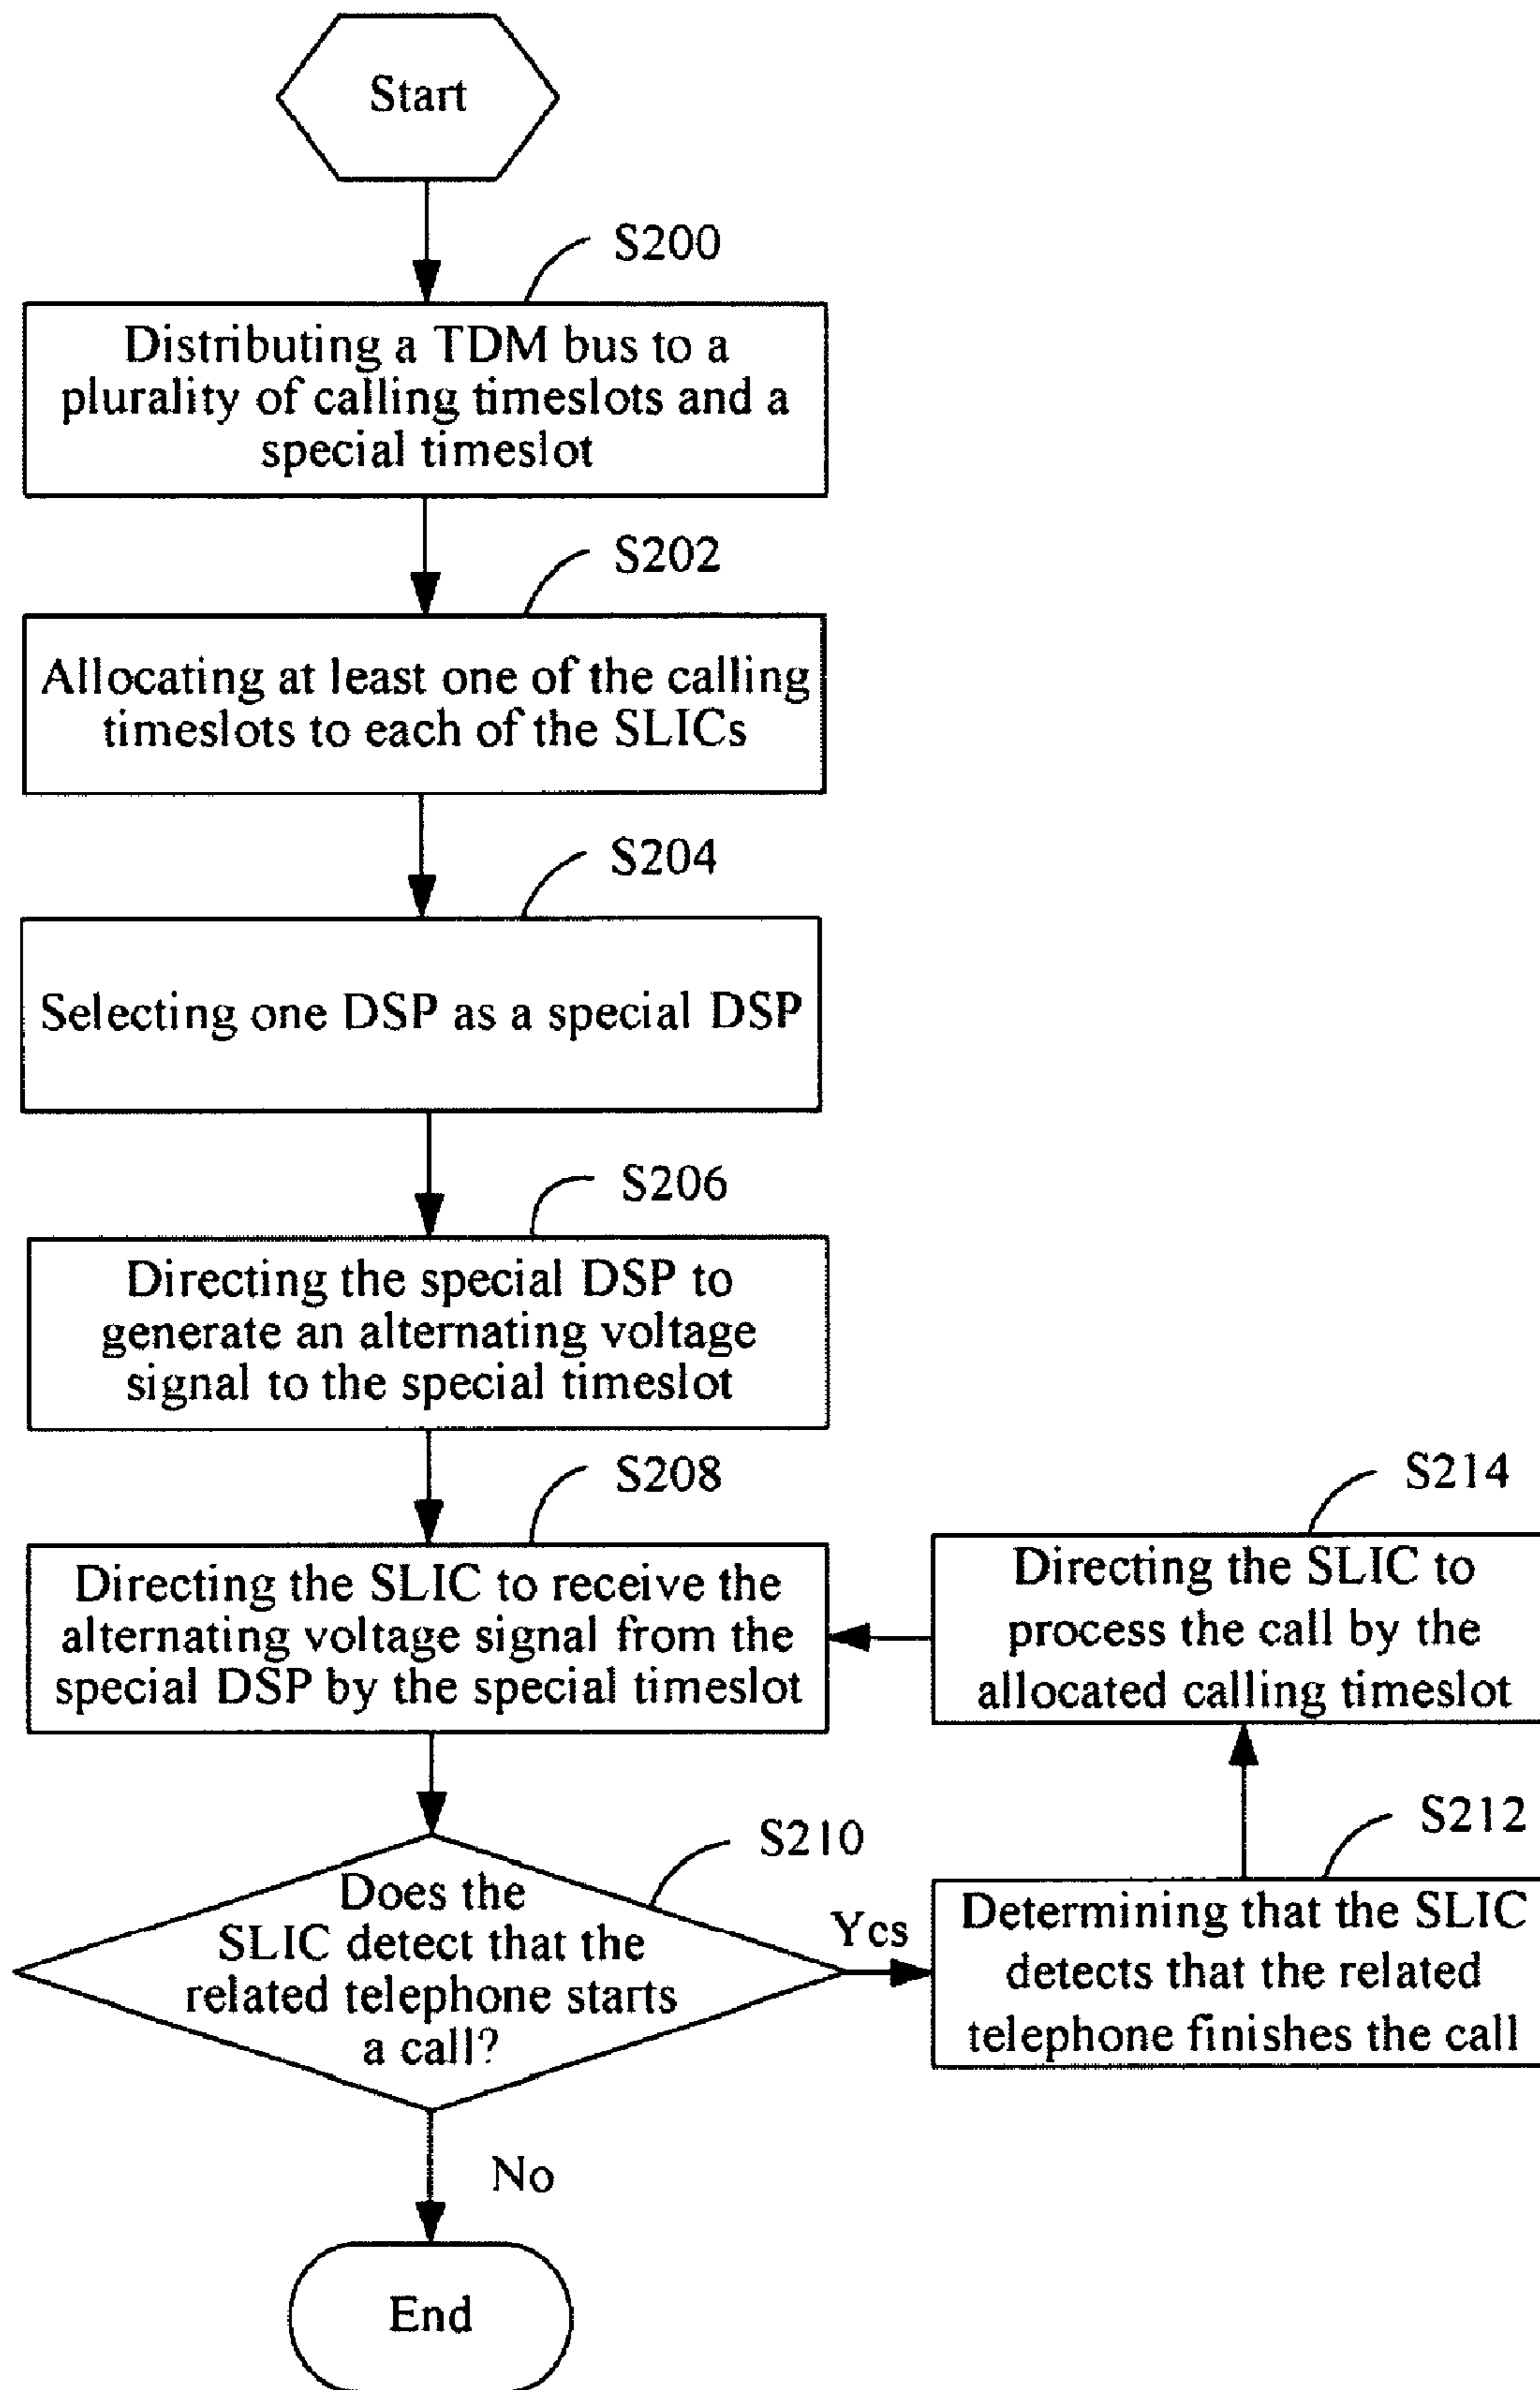 Start
S200
Distributing a TDM bus to a
plurality of calling timeslots and a
special timeslot
S202
Allocating at least one of the calling
timeslots to each of the SLICs
S204
Selecting one DSP as a special DSP
S206
Directing the special DSP to
generate an alternating voltage
signal to the special timeslot
S208
Directing the SLIC to receive the
alternating voltage signal from the
special DSP by the special timeslot
S214
Directing the SLIC to
process the call by the
allocated calling timeslot
S210
Does the
SLIC detect that the
related telephone starts
a call?
Yes
S212
Determining that the SLIC
detects that the related
telephone finishes the call
No
End